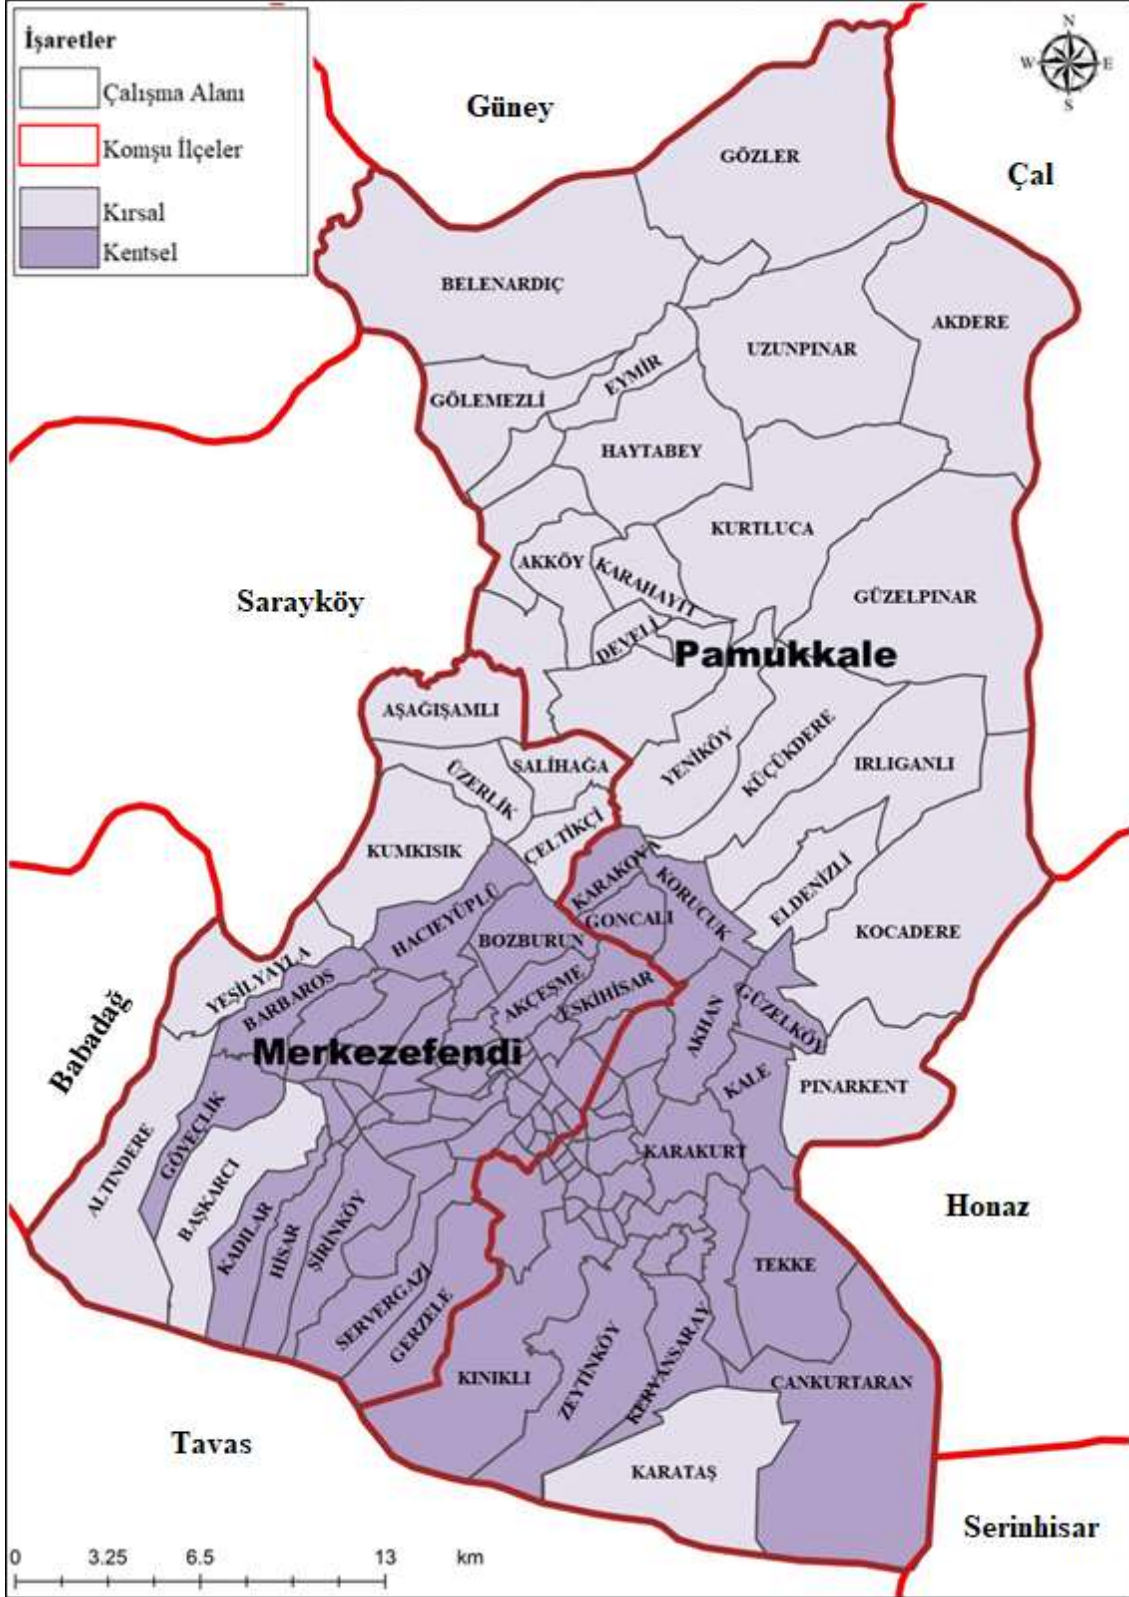 İşaretler
Çalışma Alanı
Komşu İlçeler
Kırsal
Kentsel
N
W
E
S
Güney
Çal
GÖZLER
BELENARDIÇ
AKDERE
UZUNPINAR
EYMİR
GÖLEMEZLİ
HAYTABEY
KURTLUCA
AKKÖY
KARAHAYIT
GÜZELPINAR
Sarayköy
DEVELİ
Pamukkale
AŞAĞIŞAMLI
YENİKÖY
KÜÇÜKDERE
IRLIGANLI
SALİHAĞA
ÜZERLİK
ÇELTİKÇİ
KUMKISIK
KARAKOVA
KORUCUK
ELDENİZLİ
HACIEYÜPLÜ
GONCALI
KOCADERE
BOZBURUN
YEŞİLYAYLA
BARBAROS
AKÇEŞME
ESKİHİSAR
AKHAN
GÜZELKÖY
Babadağ
Merkezefendi
KALE
PINARKENT
GÖVEÇLİK
ALTINDERE
BAŞKARCI
KARAKURT
KADILAR
HİSAR
ŞİRİNKÖY
Honaz
TEKKE
SERVERGAZİ
GERZELE
KINIKLI
ZEYTİNKÖY
KERVANSARAY
CANKURTARAN
Tavas
KARATAŞ
Serinhisar
0 3.25 6.5 13 km